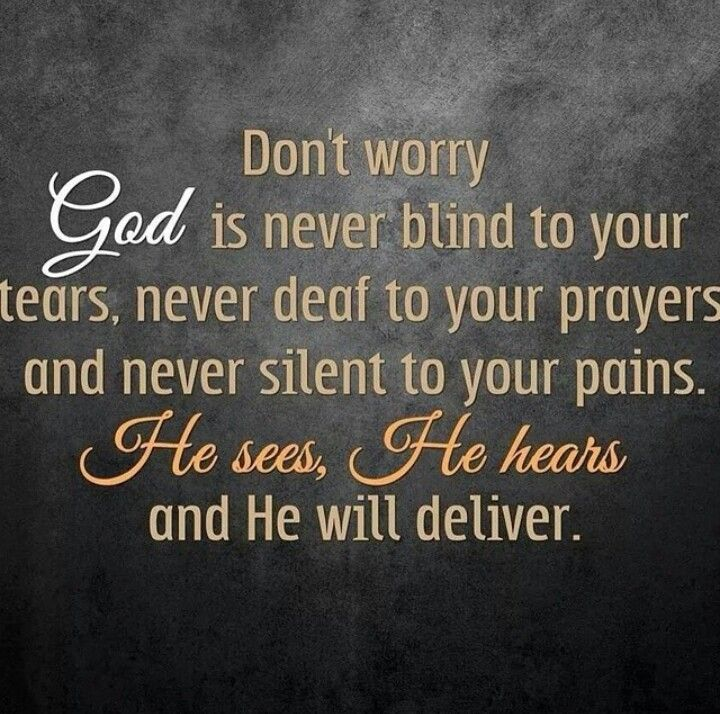 Don't worry
God is never blind to your
tears, never deaf to your prayers
and never silent to your pains.
He sees, He hears
and He will deliver.